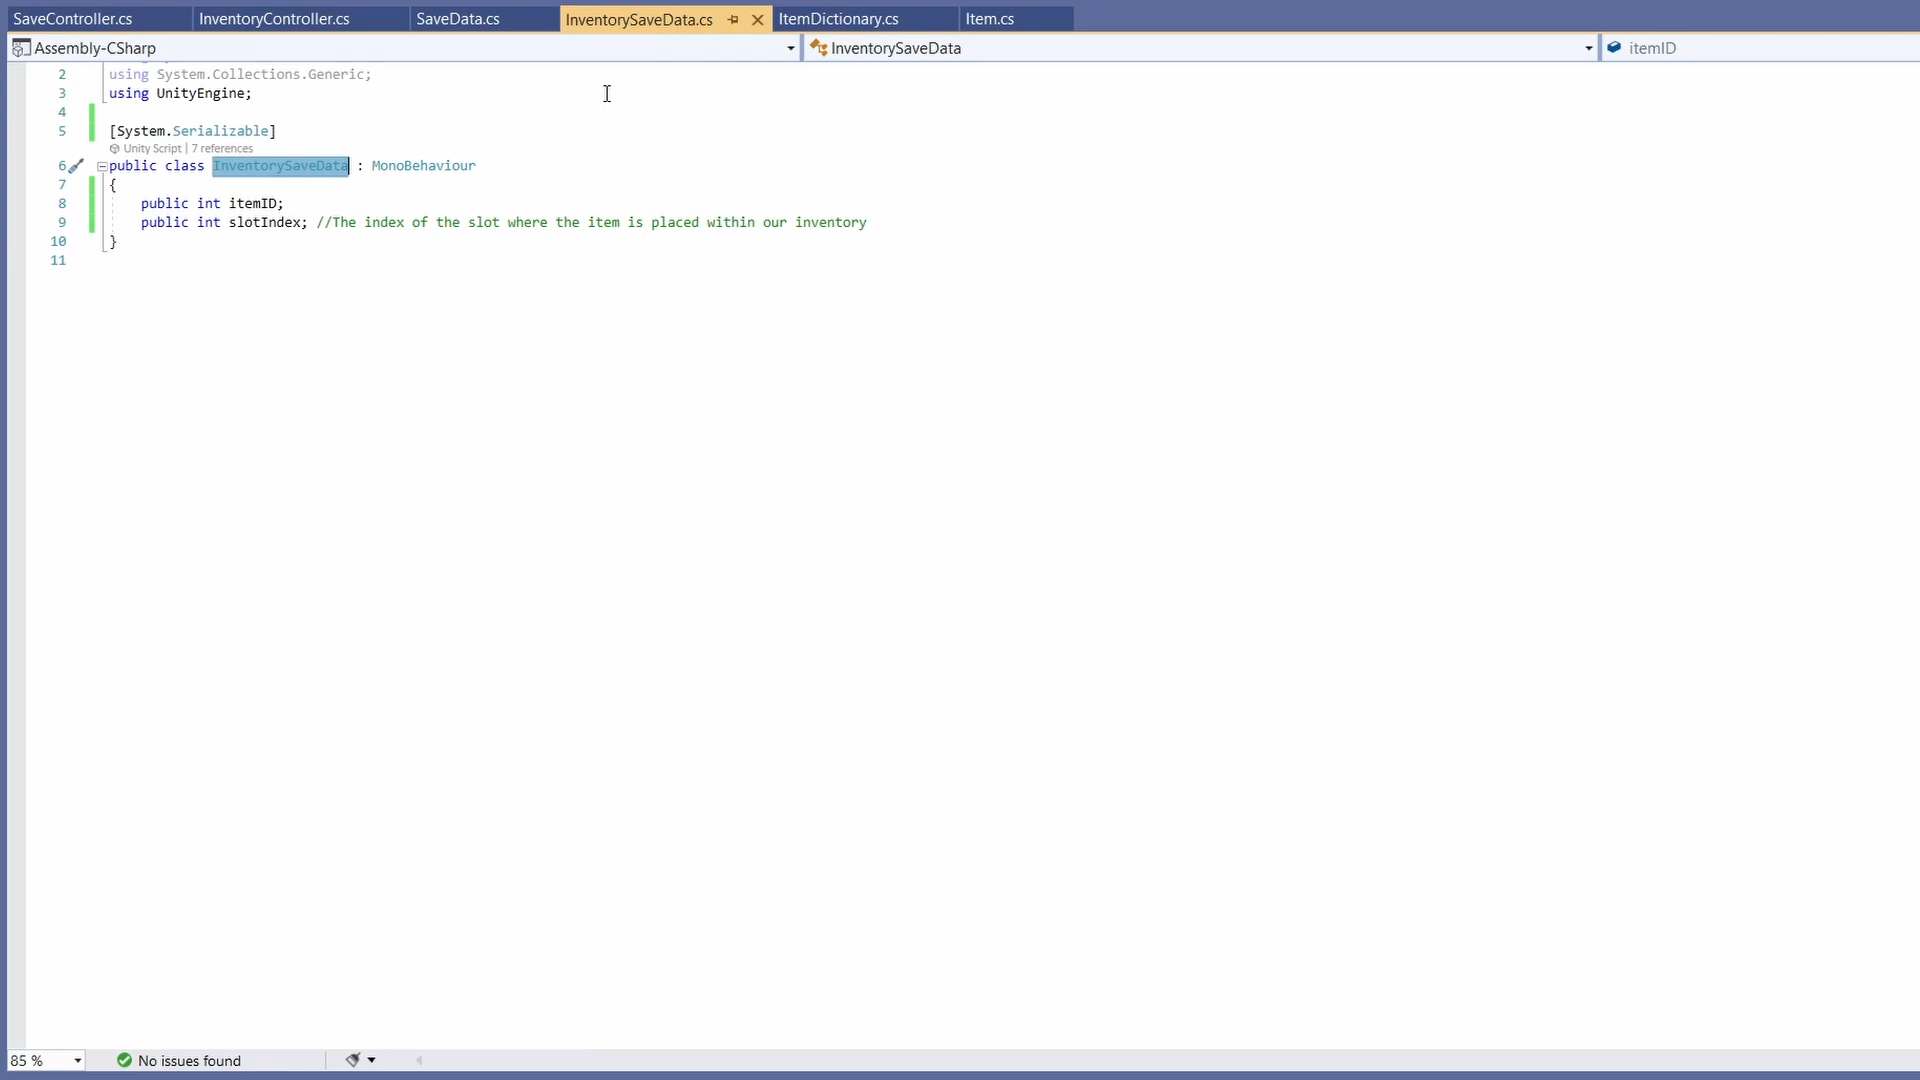 SaveController.cs InventoryController.cs SaveData.cs InventorySaveData.cs ItemDictionary.cs Item.cs
Assembly-CSharp InventorySaveData itemID
2 using System.Collections.Generic;
3 using UnityEngine;
4
5 [System.Serializable]
Unity Script | 7 references
6 public class InventorySaveData : MonoBehaviour
7 {
8 public int itemID;
9 public int slotIndex; //The index of the slot where the item is placed within our inventory
10 }
11
85 % No issues found